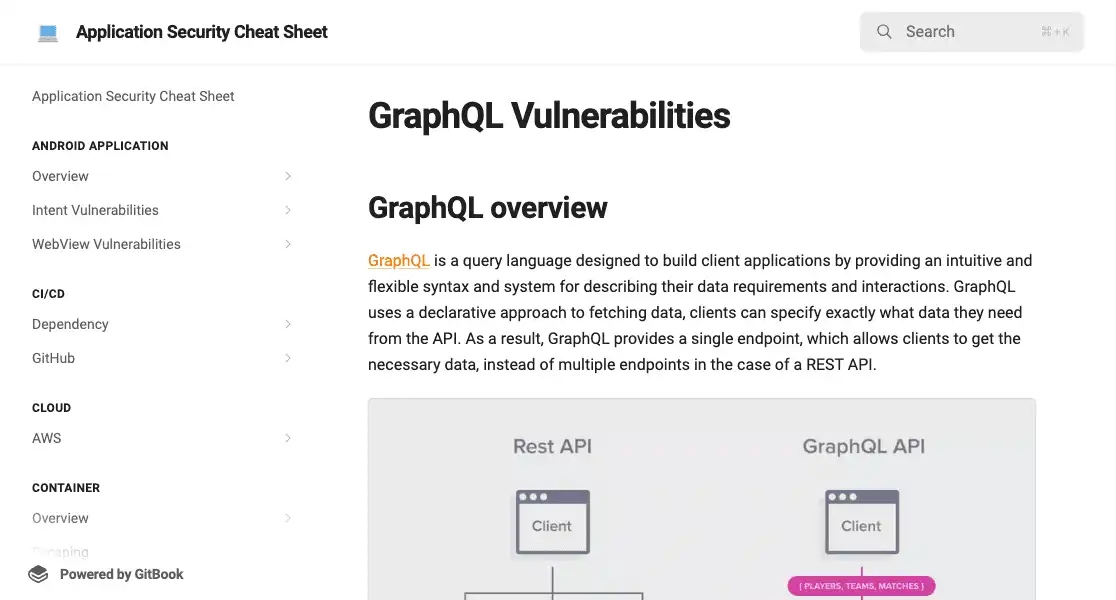 Application Security Cheat Sheet
Search
⌘ + K
Application Security Cheat Sheet
ANDROID APPLICATION
Overview
Intent Vulnerabilities
WebView Vulnerabilities
CI/CD
Dependency
GitHub
CLOUD
AWS
CONTAINER
Overview
Escaping
Powered by GitBook
GraphQL Vulnerabilities
GraphQL overview
GraphQL is a query language designed to build client applications by providing an intuitive and
flexible syntax and system for describing their data requirements and interactions. GraphQL
uses a declarative approach to fetching data, clients can specify exactly what data they need
from the API. As a result, GraphQL provides a single endpoint, which allows clients to get the
necessary data, instead of multiple endpoints in the case of a REST API.
Rest API
GraphQL API
Client
Client
{ PLAYERS, TEAMS, MATCHES }